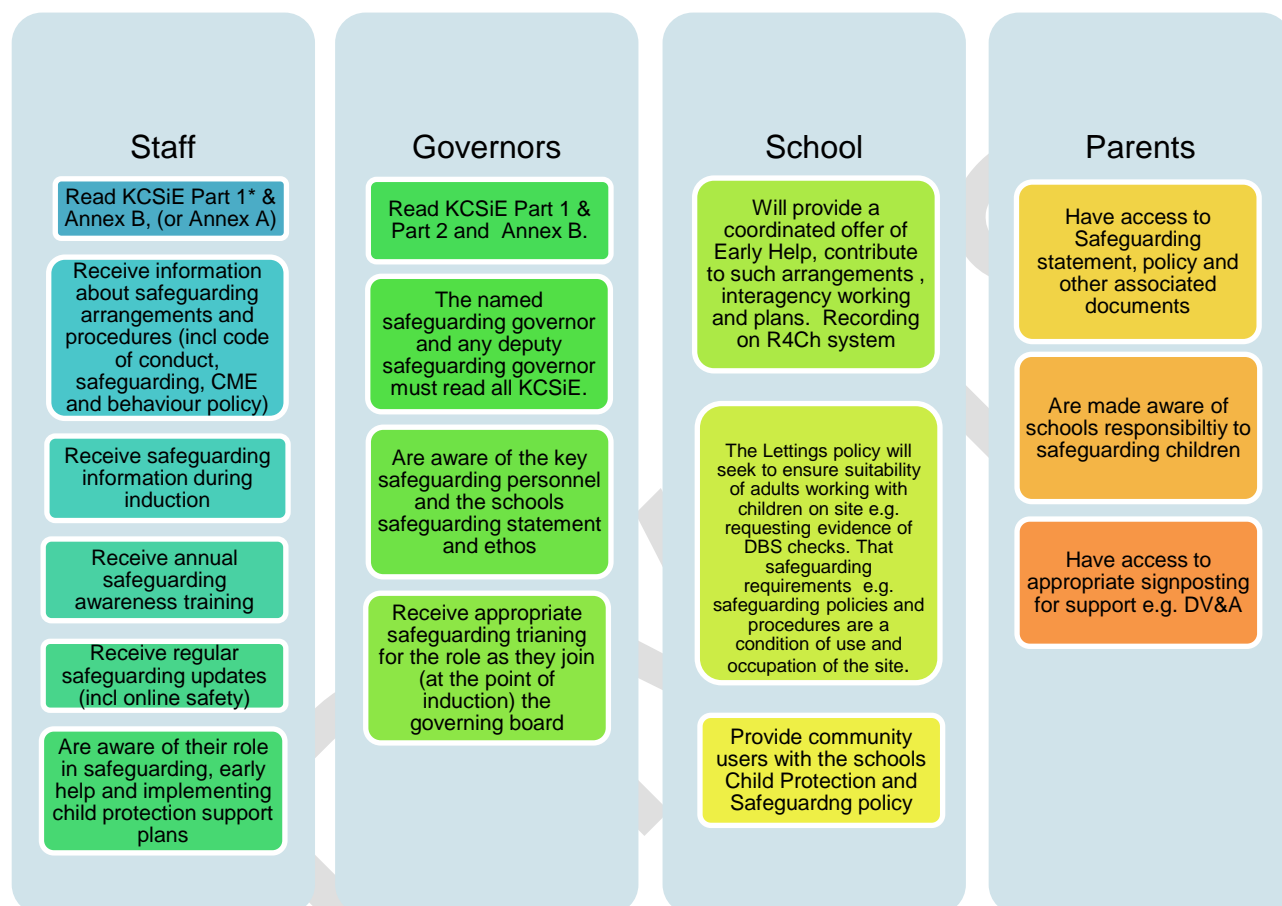 Staff
Read KCSiE Part 1* &
Annex B, (or Annex A)
Receive information
about safeguarding
arrangements and
procedures (incl code
of conduct,
safeguarding, CME
and behaviour policy)
Receive safeguarding
information during
induction
Receive annual
safeguarding
awareness training
Receive regular
safeguarding updates
(incl online safety)
Are aware of their role
in safeguarding, early
help and implementing
child protection support
plans
Governors
Read KCSiE Part 1 &
Part 2 and Annex B.
The named
safeguarding governor
and any deputy
safeguarding governor
must read all KCSiE.
Are aware of the key
safeguarding personnel
and the schools
safeguarding statement
and ethos
Receive appropriate
safeguarding trianing
for the role as they join
(at the point of
induction) the
governing board
School
Will provide a
coordinated offer of
Early Help, contribute
to such arrangements ,
interagency working
and plans. Recording
on R4Ch system
The Lettings policy will
seek to ensure suitability
of adults working with
children on site e.g.
requesting evidence of
DBS checks. That
safeguarding
requirements e.g.
safeguarding policies and
procedures are a
condition of use and
occupation of the site.
Provide community
users with the schools
Child Protection and
Safeguardng policy
Parents
Have access to
Safeguarding
statement, policy and
other associated
documents
Are made aware of
schools responsibiltiy to
safeguarding children
Have access to
appropriate signposting
for support e.g. DV&A